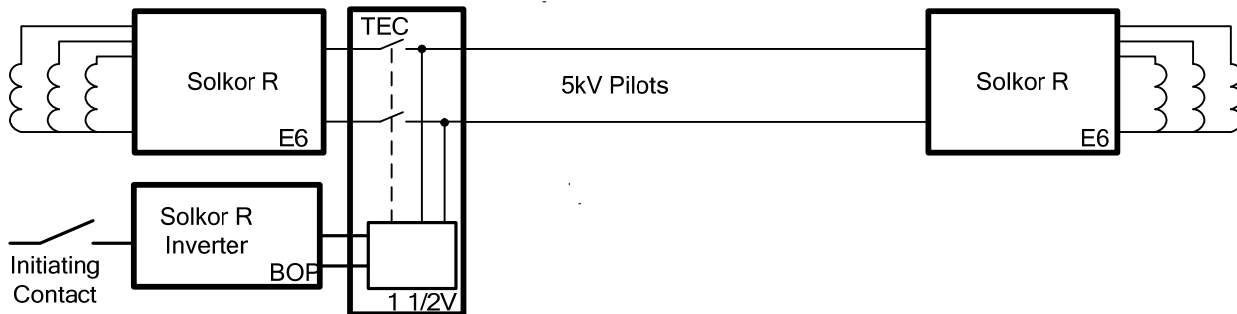 TEC
Solkor R
E6
5kV Pilots
Solkor R
E6
Solkor R
Inverter
BOP
Initiating
Contact
1 1/2V